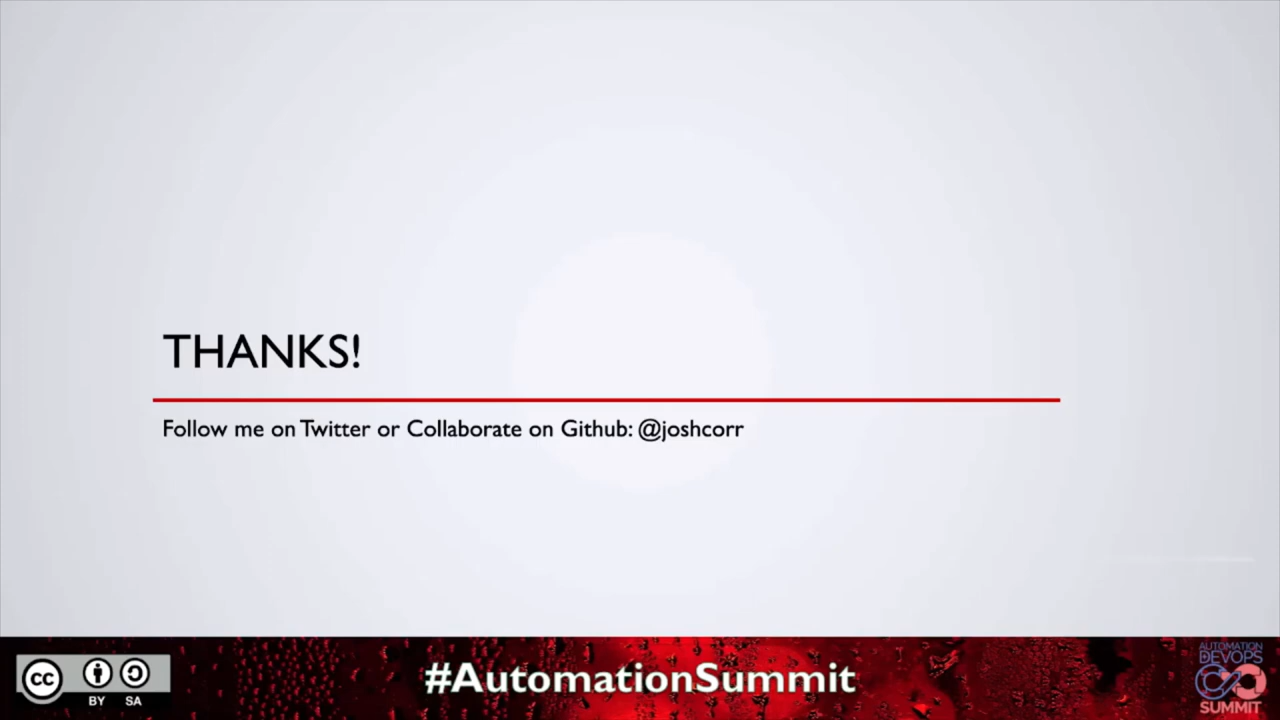 THANKS!
Follow me on Twitter or Collaborate on Github: @joshcorr
cc
BY SA
#AutomationSummit
AUTOMATION
DEVOPS
SUMMIT